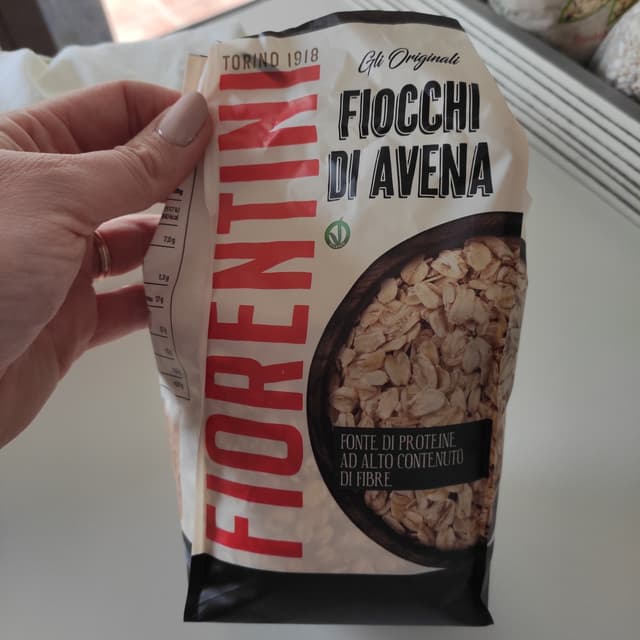 TORINO 1918
FIORENTINI
Gli Originali
FIOCCHI
DI AVENA
FONTE DI PROTEINE
AD ALTO CONTENUTO
DI FIBRE